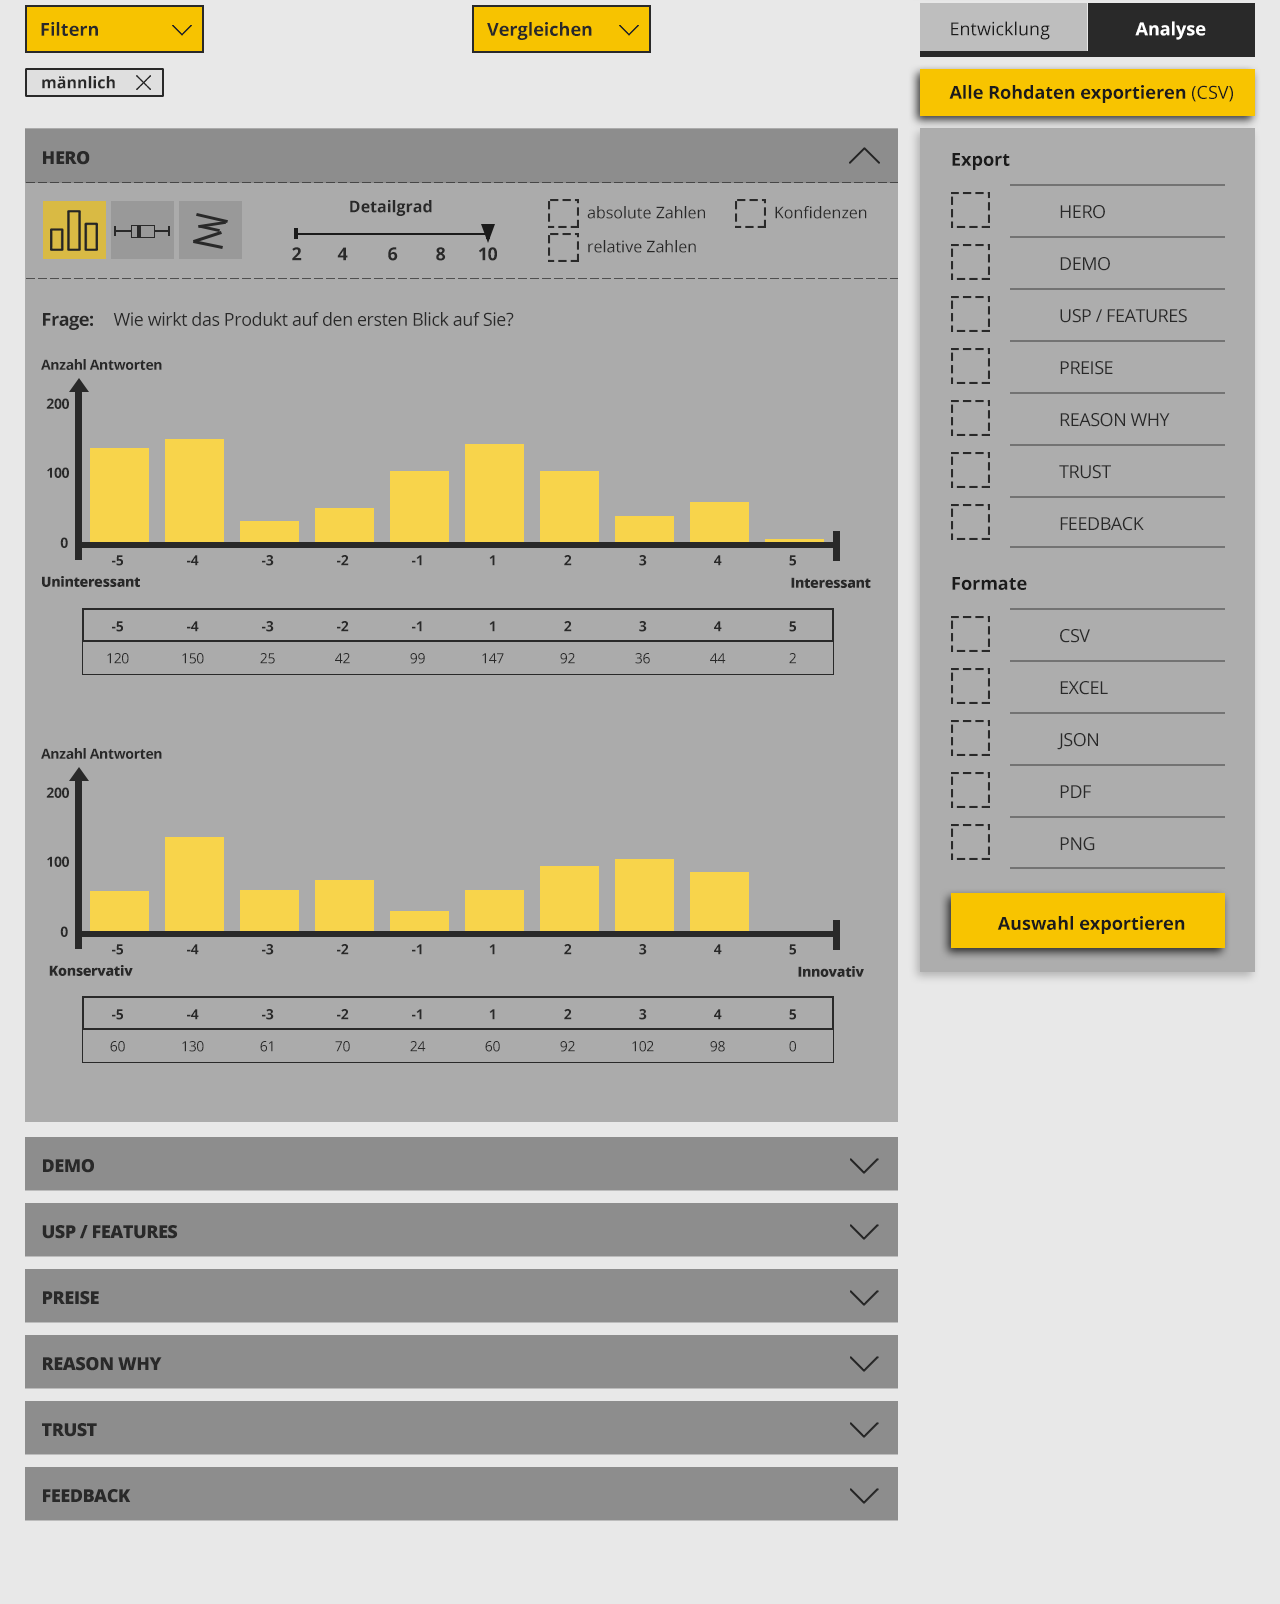 Filtern
Vergleichen
Entwicklung
Analyse
männlich
Alle Rohdaten exportieren (CSV)
HERO
Detailgrad
2 4 6 8 10
absolute Zahlen
Konfidenzen
relative Zahlen
Frage: Wie wirkt das Produkt auf den ersten Blick auf Sie?
Anzahl Antworten
200
100
0
-5 -4 -3 -2 -1 1 2 3 4 5
Uninteressant Interessant
-5 -4 -3 -2 -1 1 2 3 4 5
120 150 25 42 99 147 92 36 44 2
Anzahl Antworten
200
100
0
-5 -4 -3 -2 -1 1 2 3 4 5
Konservativ Innovativ
-5 -4 -3 -2 -1 1 2 3 4 5
60 130 61 70 24 60 92 102 98 0
DEMO
USP / FEATURES
PREISE
REASON WHY
TRUST
FEEDBACK
Export
HERO
DEMO
USP / FEATURES
PREISE
REASON WHY
TRUST
FEEDBACK
Formate
CSV
EXCEL
JSON
PDF
PNG
Auswahl exportieren